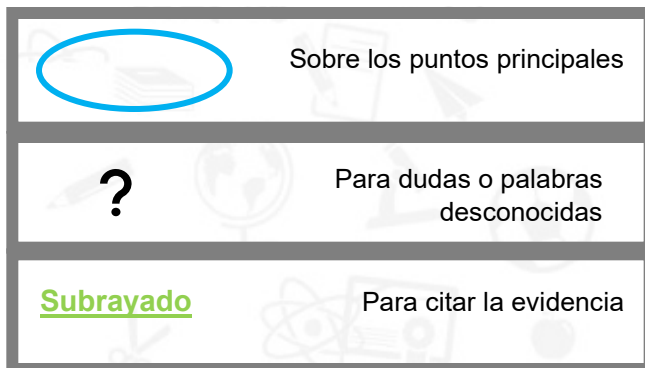 Sobre los puntos principales
?
Para dudas o palabras
desconocidas
Subrayado
Para citar la evidencia